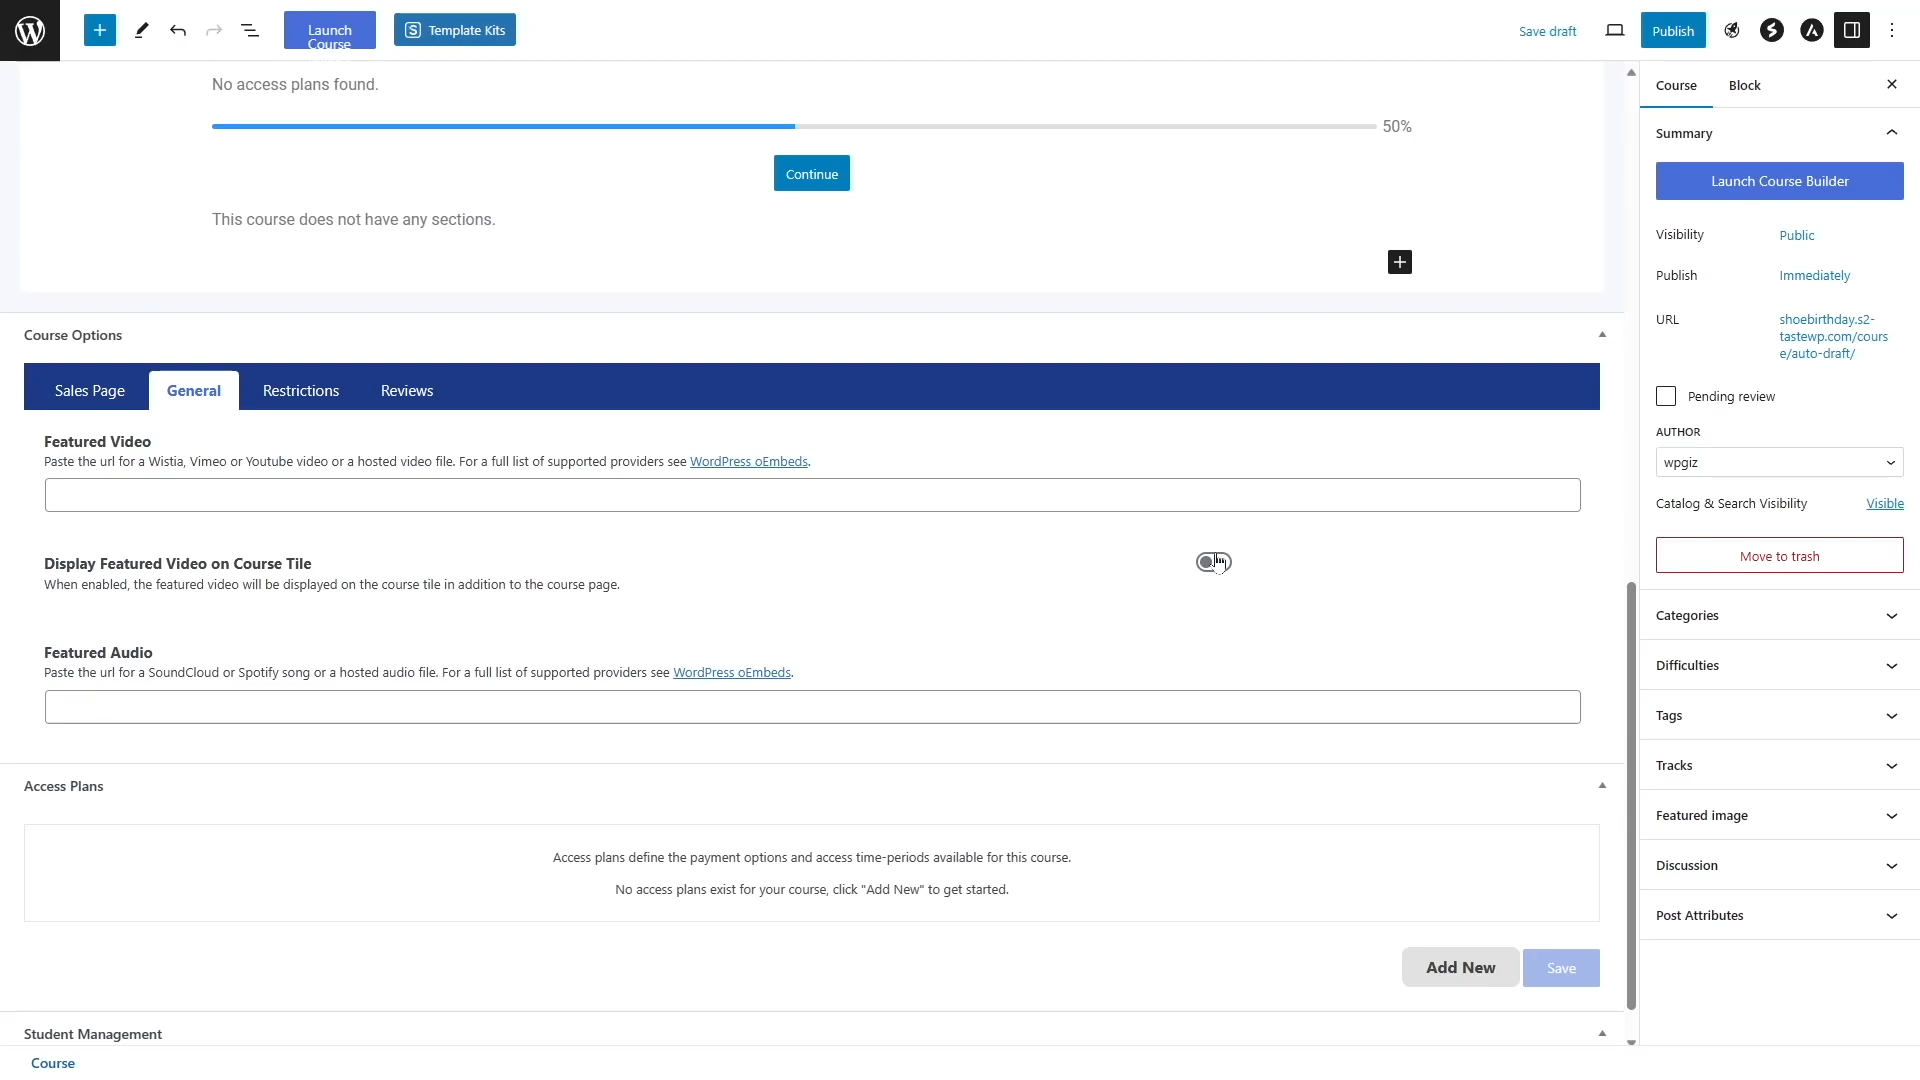 Launch
Course
Template Kits
Save draft
Publish
No access plans found.
50%
Continue
This course does not have any sections.
Course Options
Sales Page
General
Restrictions
Reviews
Featured Video
Paste the url for a Wistia, Vimeo or Youtube video or a hosted video file. For a full list of supported providers see WordPress oEmbeds.
Display Featured Video on Course Tile
When enabled, the featured video will be displayed on the course tile in addition to the course page.
Featured Audio
Paste the url for a SoundCloud or Spotify song or a hosted audio file. For a full list of supported providers see WordPress oEmbeds.
Access Plans
Access plans define the payment options and access time-periods available for this course.
No access plans exist for your course, click "Add New" to get started.
Add New
Save
Student Management
Course
Course
Block
Summary
Launch Course Builder
Visibility
Public
Publish
Immediately
URL
shoebirthday.s2-
tastewp.com/cours
e/auto-draft/
Pending review
AUTHOR
wpgiz
Catalog & Search Visibility
Visible
Move to trash
Categories
Difficulties
Tags
Tracks
Featured image
Discussion
Post Attributes